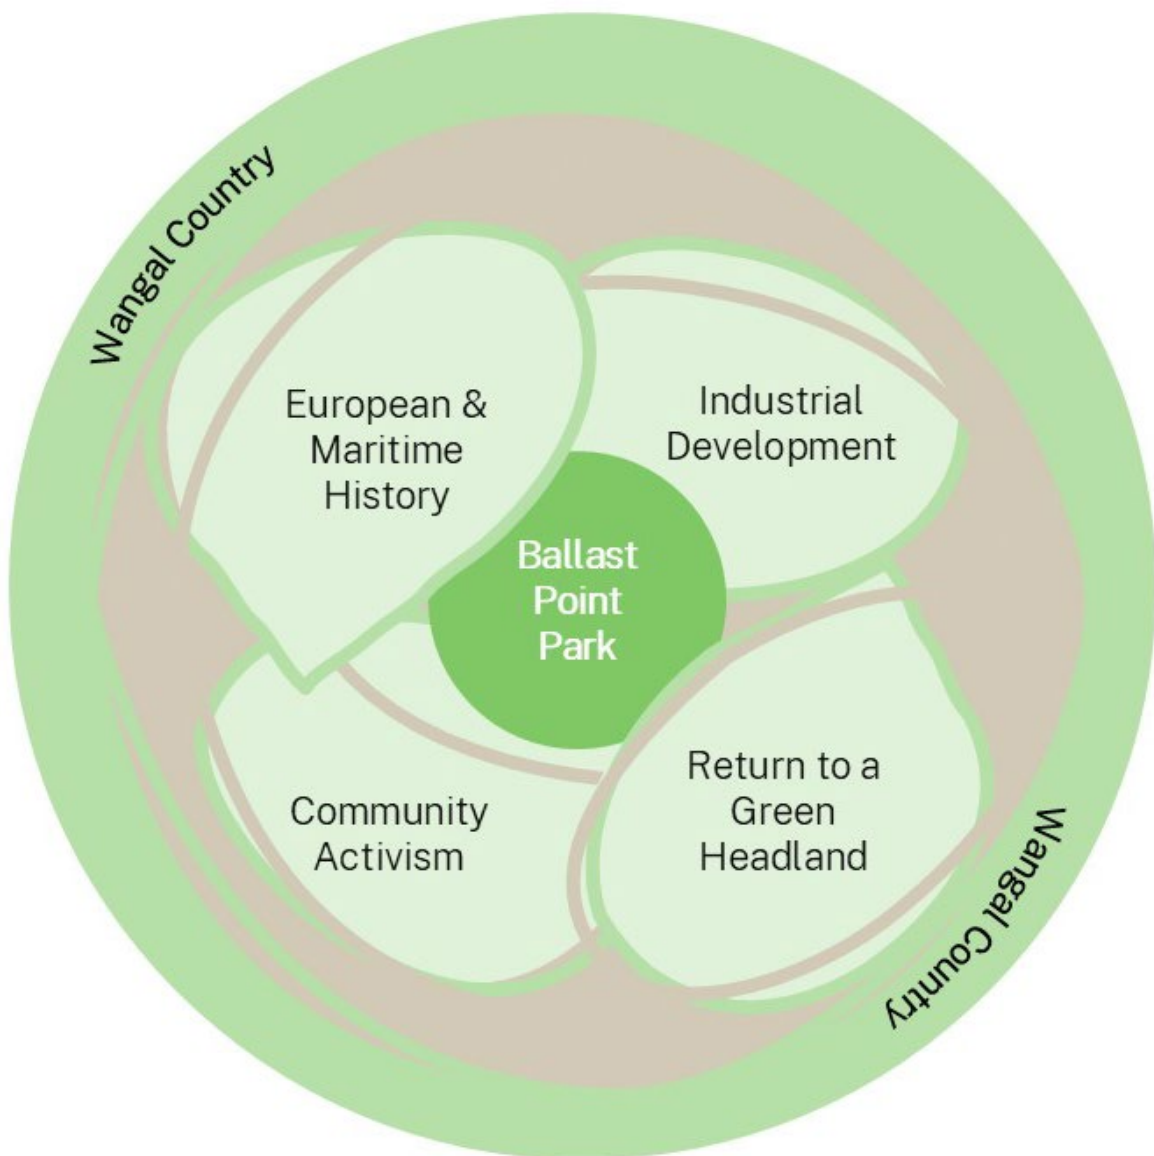 Wangal Country
European &
Maritime
History
Industrial
Development
Ballast
Point
Park
Community
Activism
Return to a
Green
Headland
Wangal Country